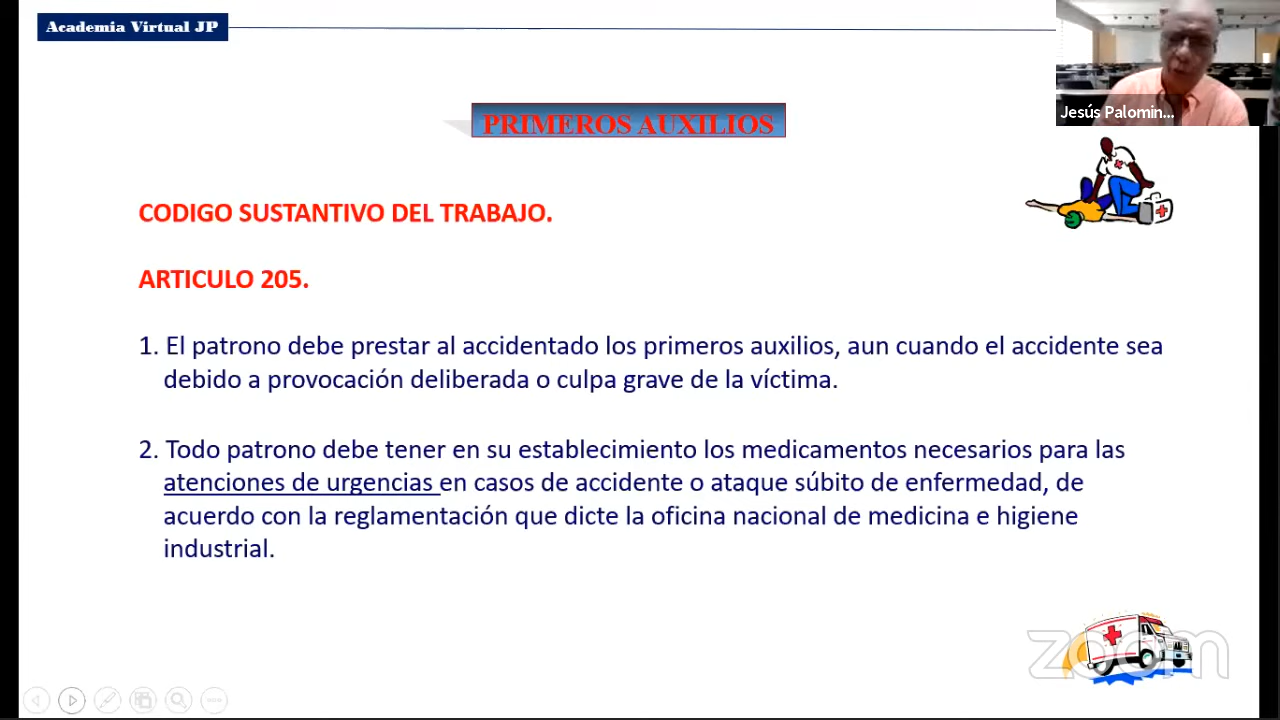 Academia Virtual JP
Jesús Palomin...
PRIMEROS AUXILIOS
CODIGO SUSTANTIVO DEL TRABAJO.
ARTICULO 205.
1. El patrono debe prestar al accidentado los primeros auxilios, aun cuando el accidente sea
debido a provocación deliberada o culpa grave de la víctima.
2. Todo patrono debe tener en su establecimiento los medicamentos necesarios para las
atenciones de urgencias en casos de accidente o ataque súbito de enfermedad, de
acuerdo con la reglamentación que dicte la oficina nacional de medicina e higiene
industrial.
zoom